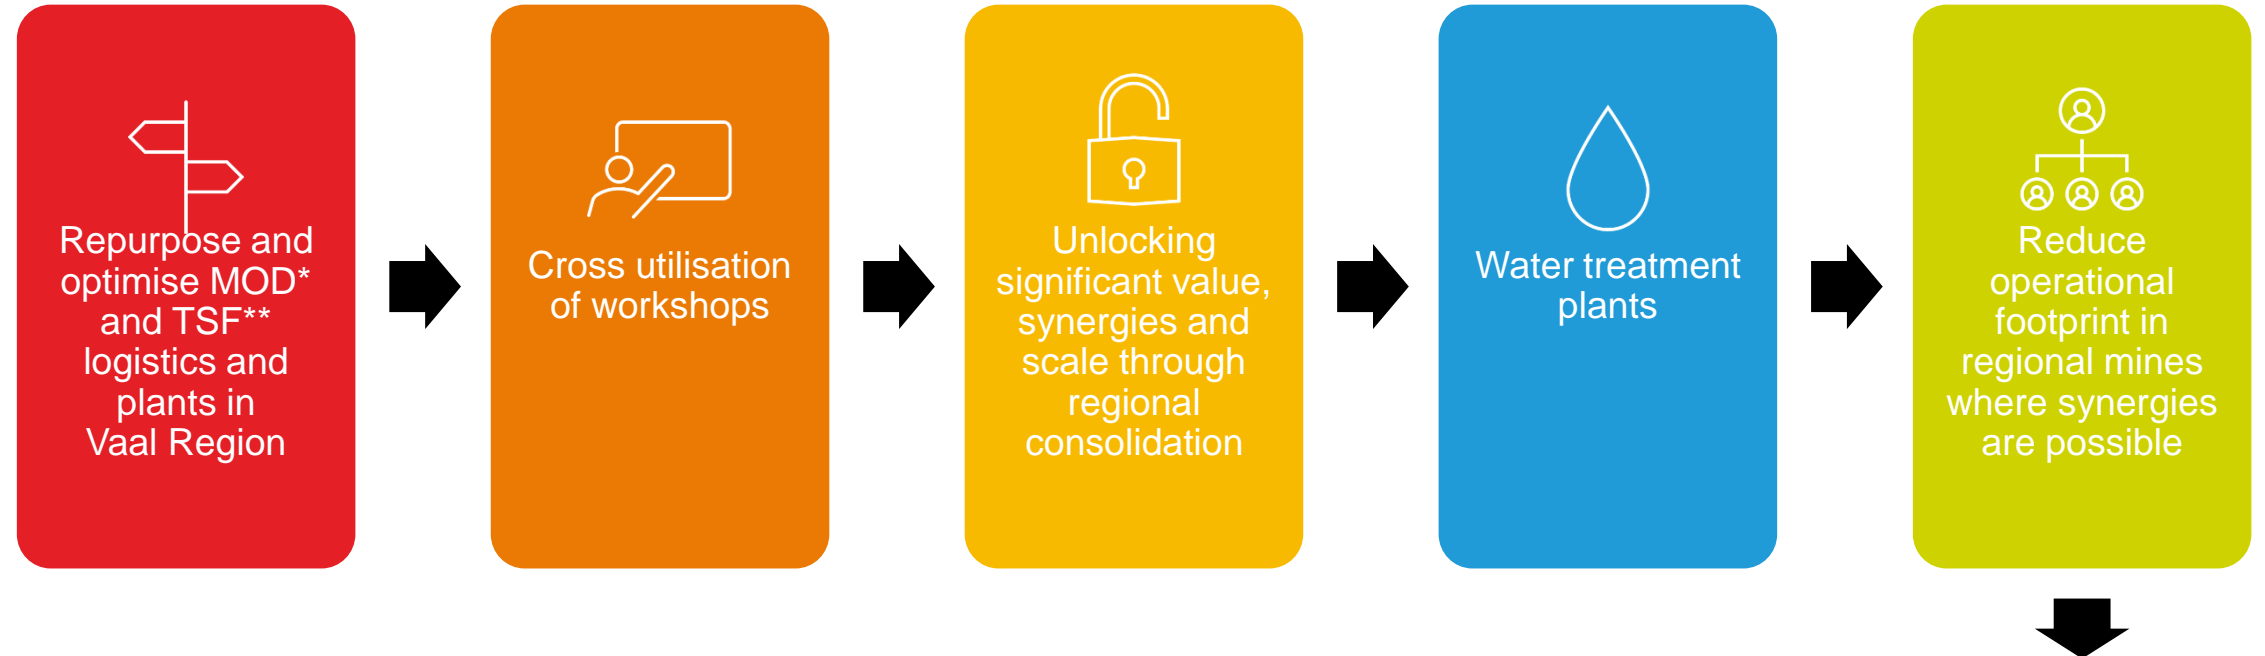 Repurpose and
optimise MOD*
and TSF**
logistics and
plants in
Vaal Region
Cross utilisation
of workshops
Unlocking
significant value,
synergies and
scale through
regional
consolidation
Water treatment
plants
Reduce
operational
footprint in
regional mines
where synergies
are possible